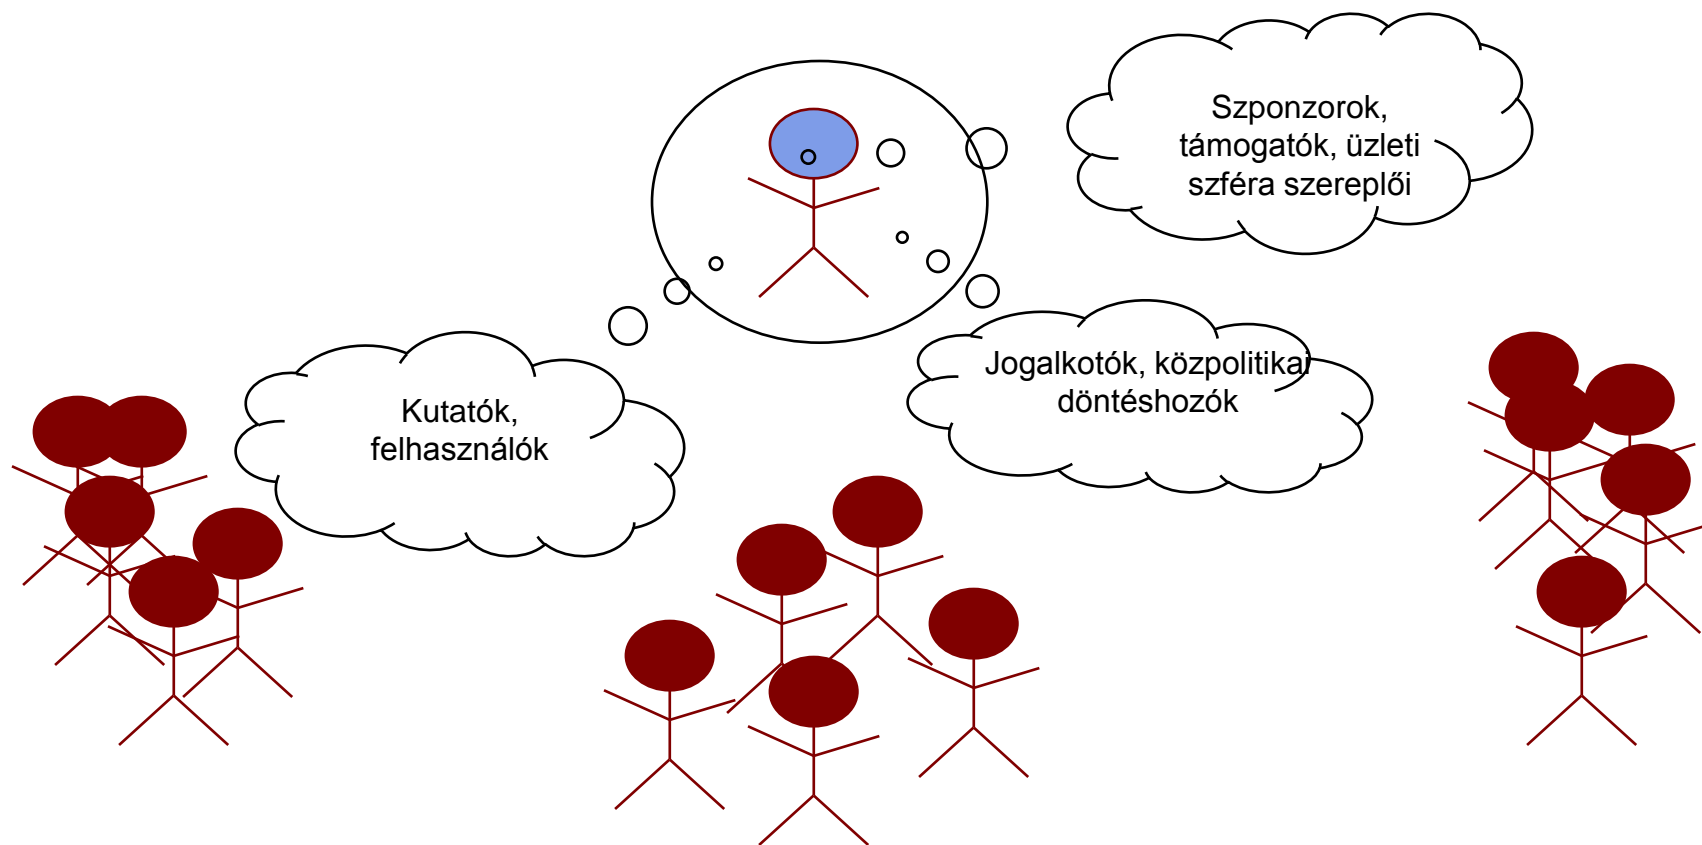 Szponzorok,
támogatók, üzleti
szféra szereplői
Jogalkotók, közpolitikai
döntéshozók
Kutatók,
felhasználók